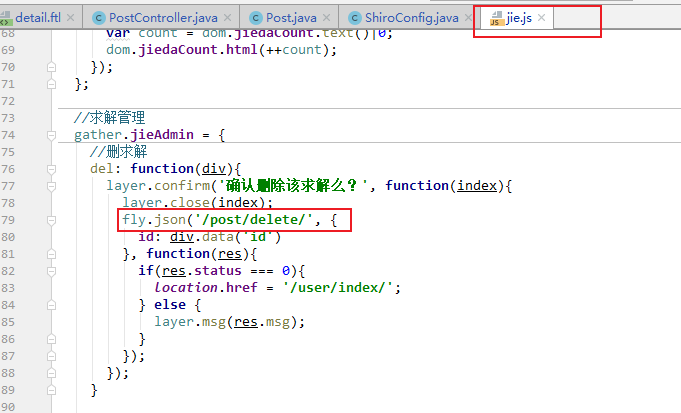 detail.ftl PostController.java Post.java ShiroConfig.java jie.js
68 var count = dom.jiedaCount.text()|0;
69 dom.jiedaCount.html(++count);
70 });
71 };
72
73 //求解管理
74 gather.jieAdmin = {
75 //删求解
76 del: function(div){
77 layer.confirm('确认删除该求解么？', function(index){
78 layer.close(index);
79 fly.json('/post/delete/', {
80 id: div.data('id')
81 }, function(res){
82 if(res.status === 0){
83 location.href = '/user/index/';
84 } else {
85 layer.msg(res.msg);
86 }
87 });
88 });
89 }
90